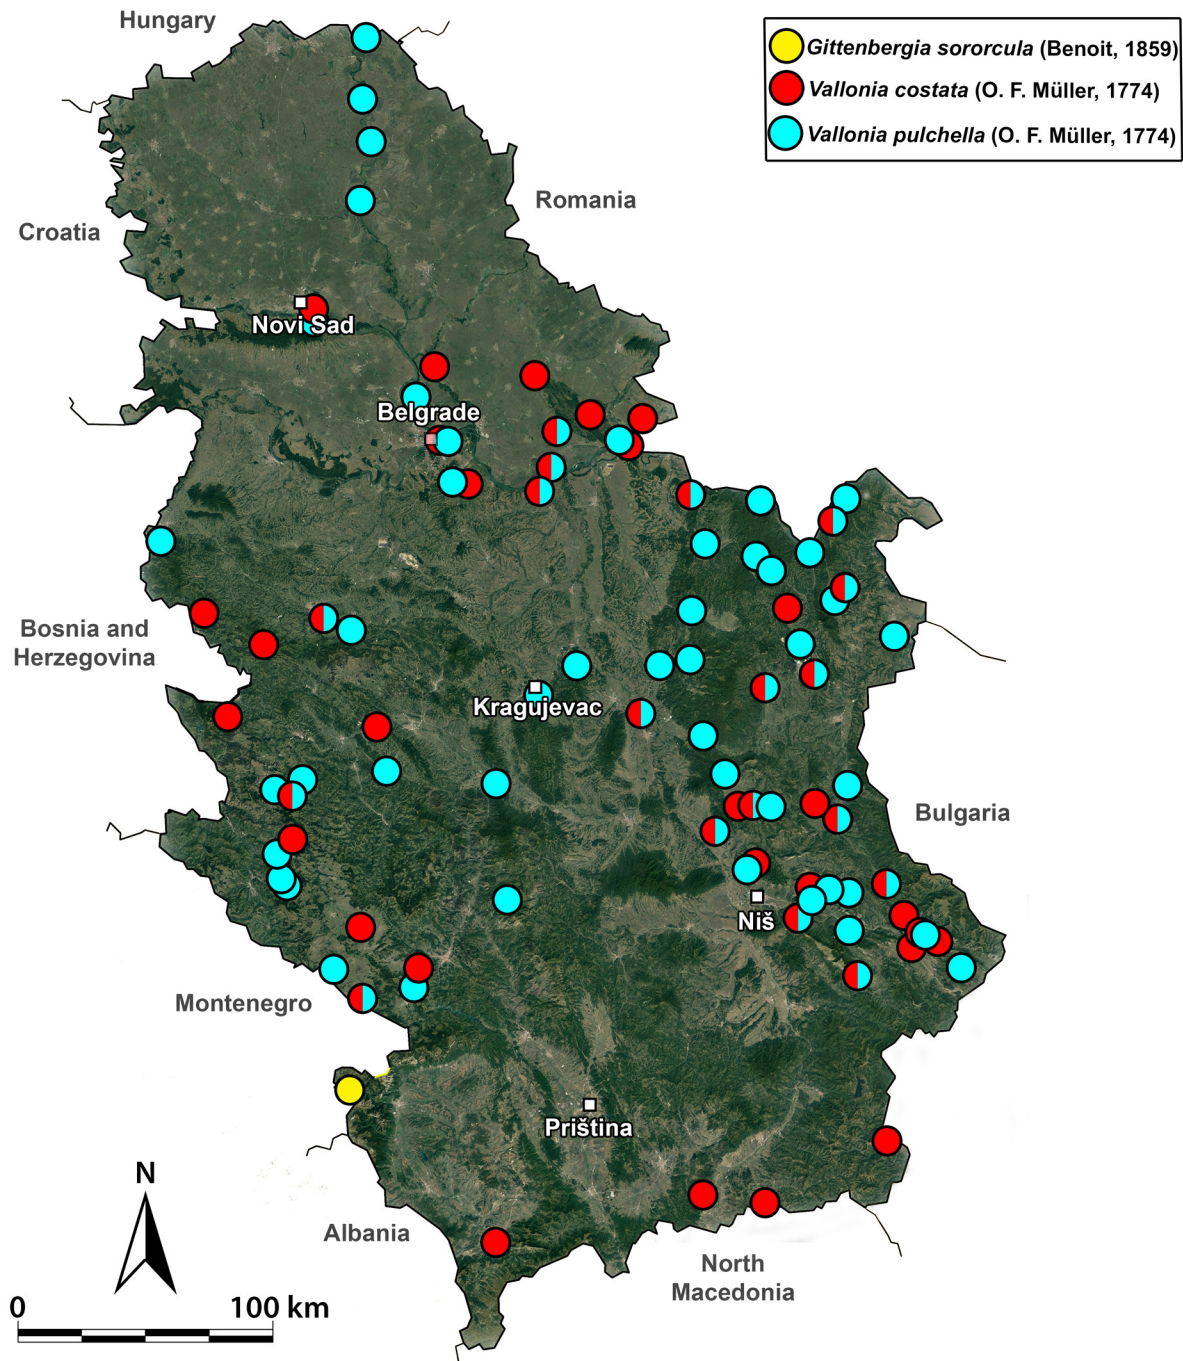 Hungary
Gittenbergia sororcula (Benoit, 1859)
Vallonia costata (O. F. Müller, 1774)
Vallonia pulchella (O. F. Müller, 1774)
Romania
Croatia
Novi Sad
Belgrade
Bosnia and
Herzegovina
Kragujevac
Bulgaria
Niš
Montenegro
Priština
N
Albania
North
Macedonia
0 100 km